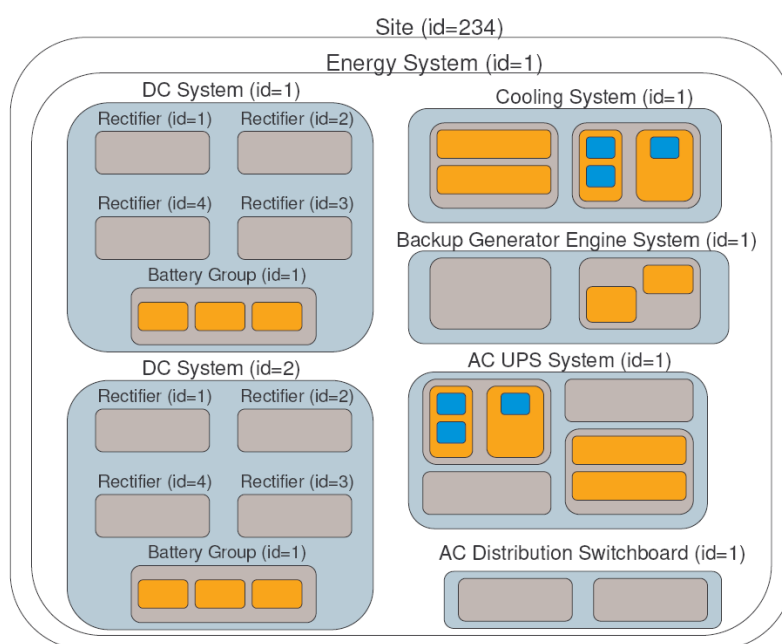 Site (id=234)
Energy System (id=1)
DC System (id=1)
Rectifier (id=1)
Rectifier (id=2)
Rectifier (id=4)
Rectifier (id=3)
Battery Group (id=1)
DC System (id=2)
Rectifier (id=1)
Rectifier (id=2)
Rectifier (id=4)
Rectifier (id=3)
Battery Group (id=1)
Cooling System (id=1)
Backup Generator Engine System (id=1)
AC UPS System (id=1)
AC Distribution Switchboard (id=1)